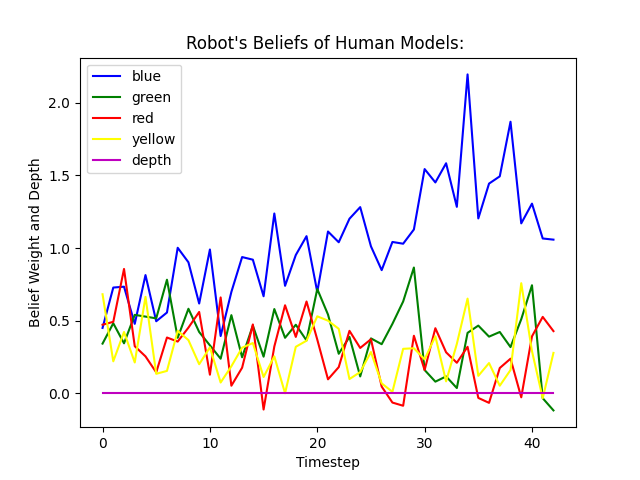 Robot's Beliefs of Human Models:
blue
green
red
yellow
depth
Belief Weight and Depth
2.0
1.5
1.0
0.5
0.0
0 10 20 30 40
Timestep